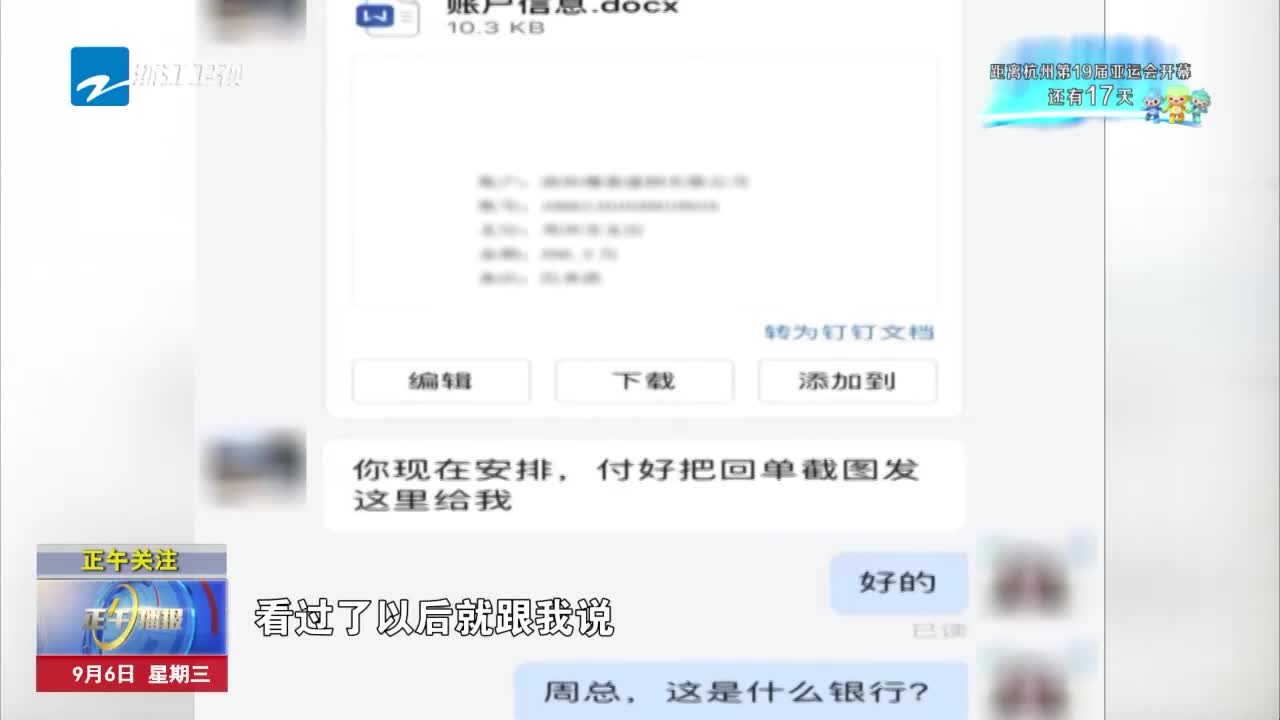 账户信息.docx
10.3 KB
浙江卫视
距离杭州第19届亚运会开幕
还有17天
转为钉钉文档
编辑
下载
添加到
你现在安排，付好把回单截图发
这里给我
好的
已读
周总，这是什么银行?
看过了以后就跟我说
正午关注
正午播报
9月6日 星期三